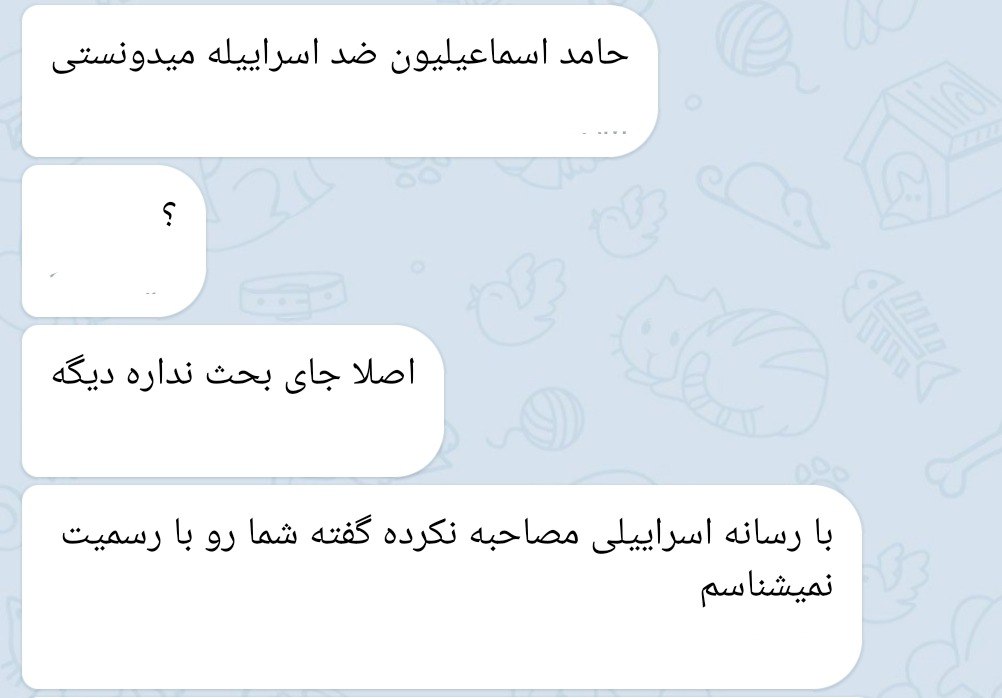 حامد اسماعیلیون ضد اسراییله میدونستی
؟
اصلا جای بحث نداره دیگه
با رسانه اسراییلی مصاحبه نکرده گفته شما رو با رسمیت
نمیشناسم